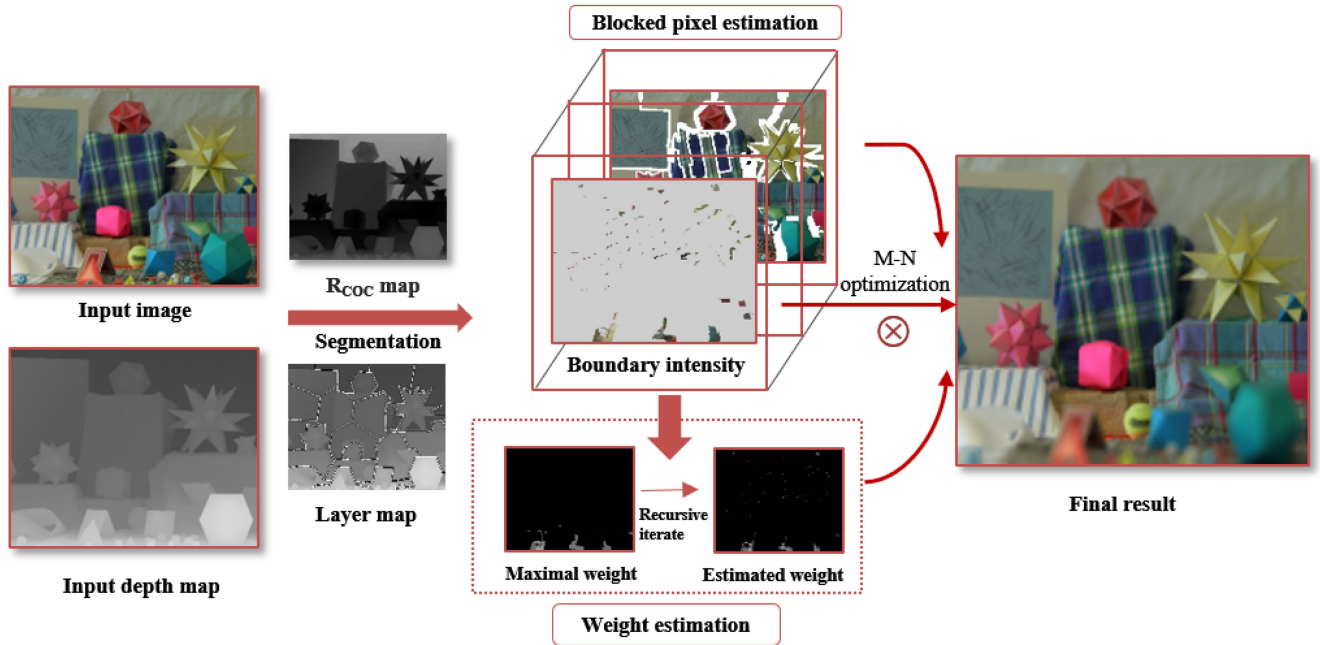 Blocked pixel estimation
Input image
R_COC map
Segmentation
Layer map
Input depth map
Boundary intensity
M-N
optimization
Recursive
iterate
Maximal weight
Estimated weight
Weight estimation
Final result